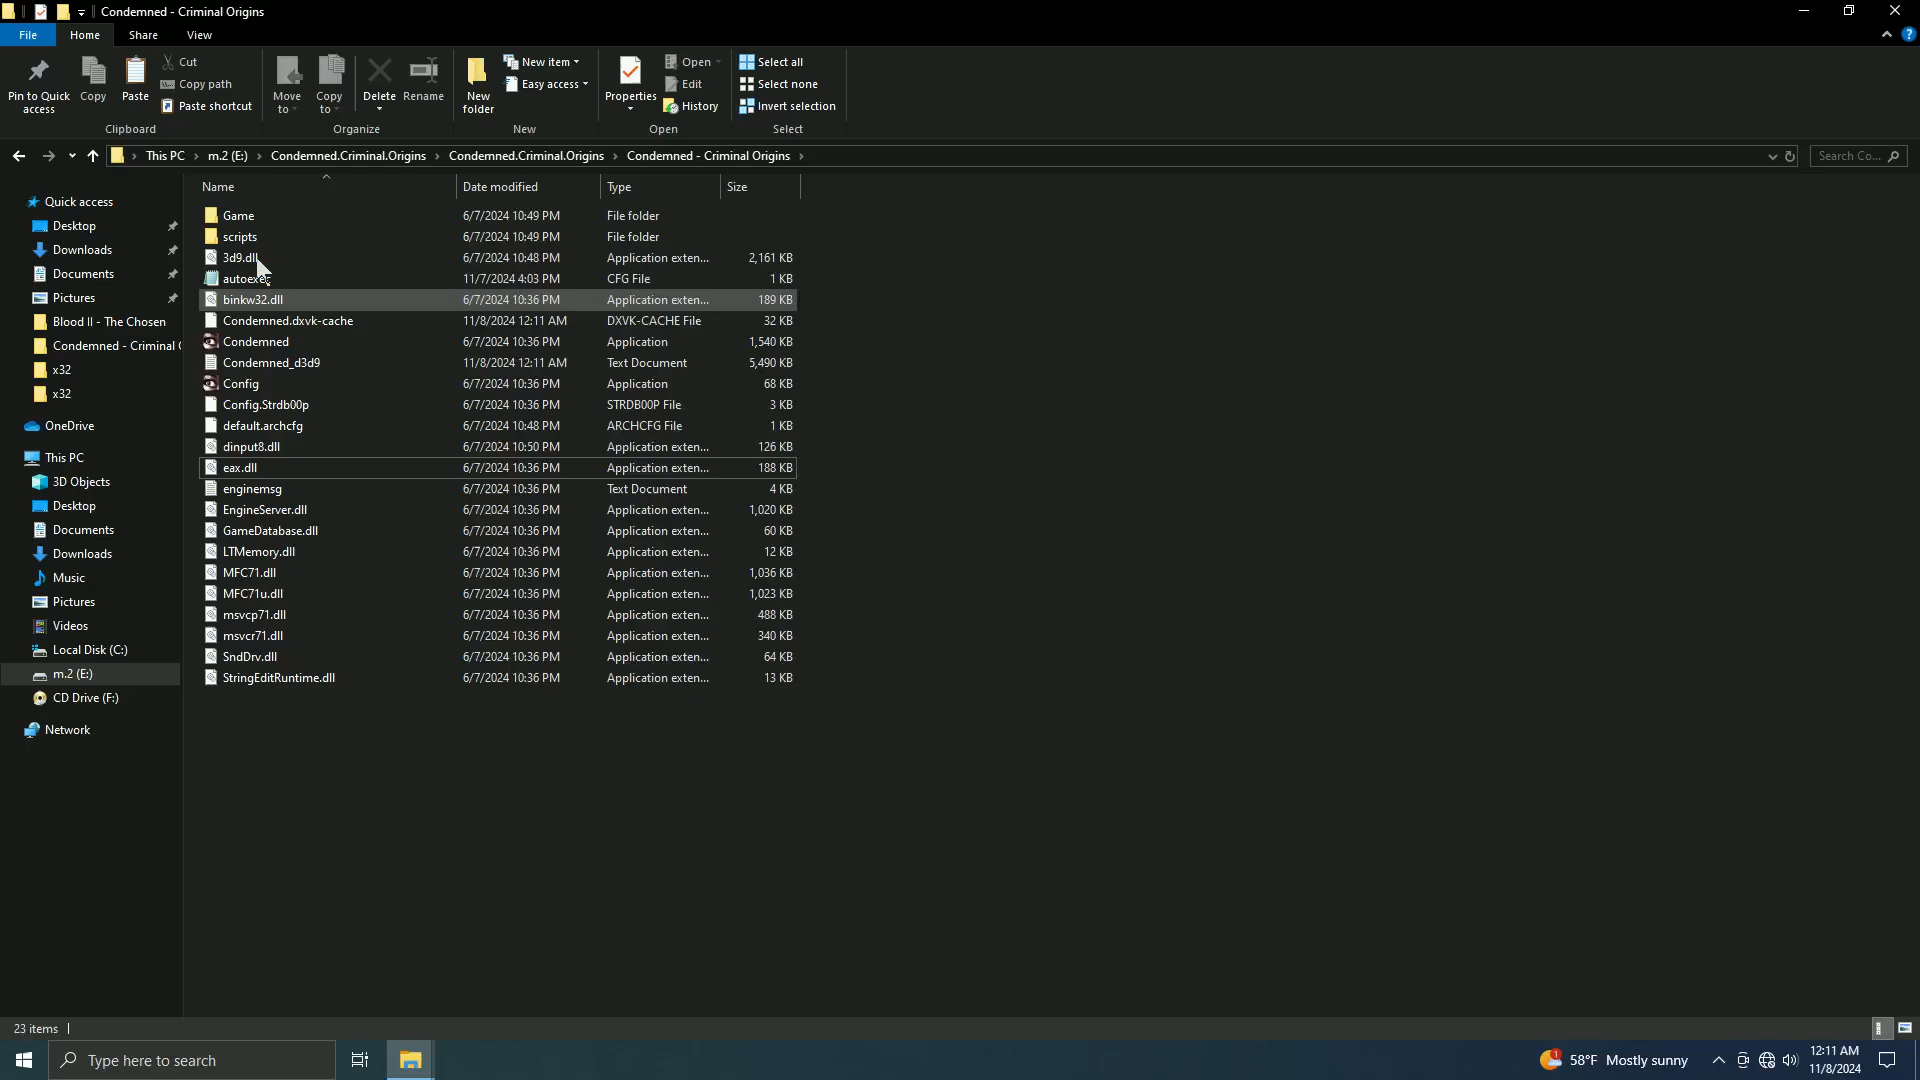 Condemned - Criminal Origins
File Home Share View
Pin to Quick access
Copy
Paste
Cut
Copy path
Paste shortcut
Clipboard
Move to
Copy to
Delete
Rename
Organize
New folder
New item
Easy access
New
Properties
Open
Edit
History
Open
Select all
Select none
Invert selection
Select
This PC > m.2 (E:) > Condemned.Criminal.Origins > Condemned.Criminal.Origins > Condemned - Criminal Origins >
Search Co...
Quick access
Desktop
Downloads
Documents
Pictures
Blood II - The Chosen
Condemned - Criminal
x32
x32
OneDrive
This PC
3D Objects
Desktop
Documents
Downloads
Music
Pictures
Videos
Local Disk (C:)
m.2 (E:)
CD Drive (F:)
Network
Name Date modified Type Size
Game 6/7/2024 10:49 PM File folder
scripts 6/7/2024 10:49 PM File folder
3d9.dll 6/7/2024 10:48 PM Application exten... 2,161 KB
autoexec 11/7/2024 4:03 PM CFG File 1 KB
binkw32.dll 6/7/2024 10:36 PM Application exten... 189 KB
Condemned.dxvk-cache 11/8/2024 12:11 AM DXVK-CACHE File 32 KB
Condemned 6/7/2024 10:36 PM Application 1,540 KB
Condemned_d3d9 11/8/2024 12:11 AM Text Document 5,490 KB
Config 6/7/2024 10:36 PM Application 68 KB
Config.Strdb00p 6/7/2024 10:36 PM STRDB00P File 3 KB
default.archcfg 6/7/2024 10:48 PM ARCHCFG File 1 KB
dinput8.dll 6/7/2024 10:50 PM Application exten... 126 KB
eax.dll 6/7/2024 10:36 PM Application exten... 188 KB
enginemsg 6/7/2024 10:36 PM Text Document 4 KB
EngineServer.dll 6/7/2024 10:36 PM Application exten... 1,020 KB
GameDatabase.dll 6/7/2024 10:36 PM Application exten... 60 KB
LTMemory.dll 6/7/2024 10:36 PM Application exten... 12 KB
MFC71.dll 6/7/2024 10:36 PM Application exten... 1,036 KB
MFC71u.dll 6/7/2024 10:36 PM Application exten... 1,023 KB
msvcp71.dll 6/7/2024 10:36 PM Application exten... 488 KB
msvcr71.dll 6/7/2024 10:36 PM Application exten... 340 KB
SndDrv.dll 6/7/2024 10:36 PM Application exten... 64 KB
StringEditRuntime.dll 6/7/2024 10:36 PM Application exten... 13 KB
23 items
Type here to search
1
58°F Mostly sunny
12:11 AM
11/8/2024